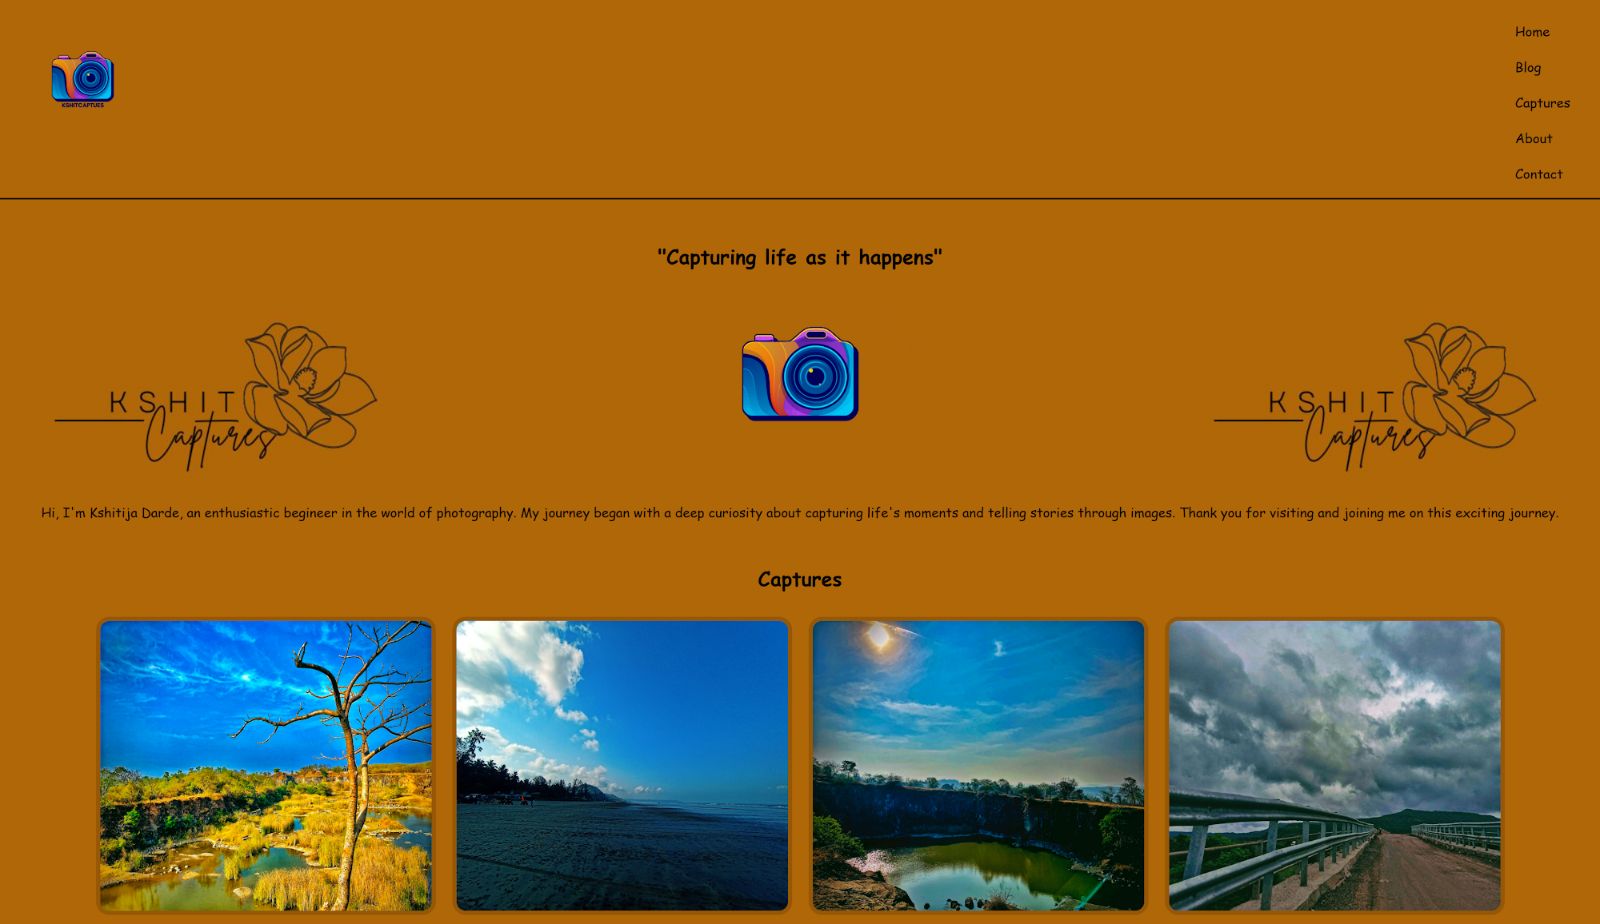 KSHITCAPTUES
Home
Blog
Captures
About
Contact
"Capturing life as it happens"
KSHIT
Captures
KSHIT
Captures
Hi, I'm Kshitija Darde, an enthusiastic begineer in the world of photography. My journey began with a deep curiosity about capturing life's moments and telling stories through images. Thank you for visiting and joining me on this exciting journey.
Captures